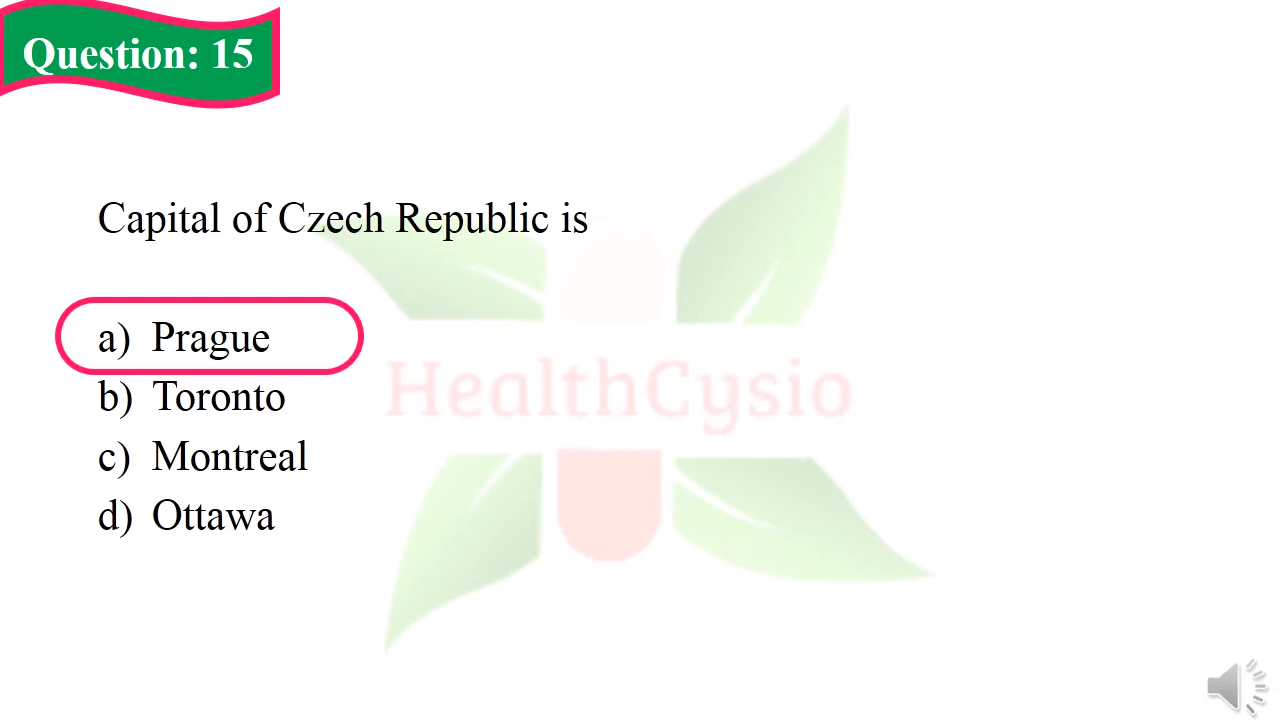 Question: 15
Capital of Czech Republic is
a) Prague
b) Toronto
HealthCysio
c) Montreal
d) Ottawa